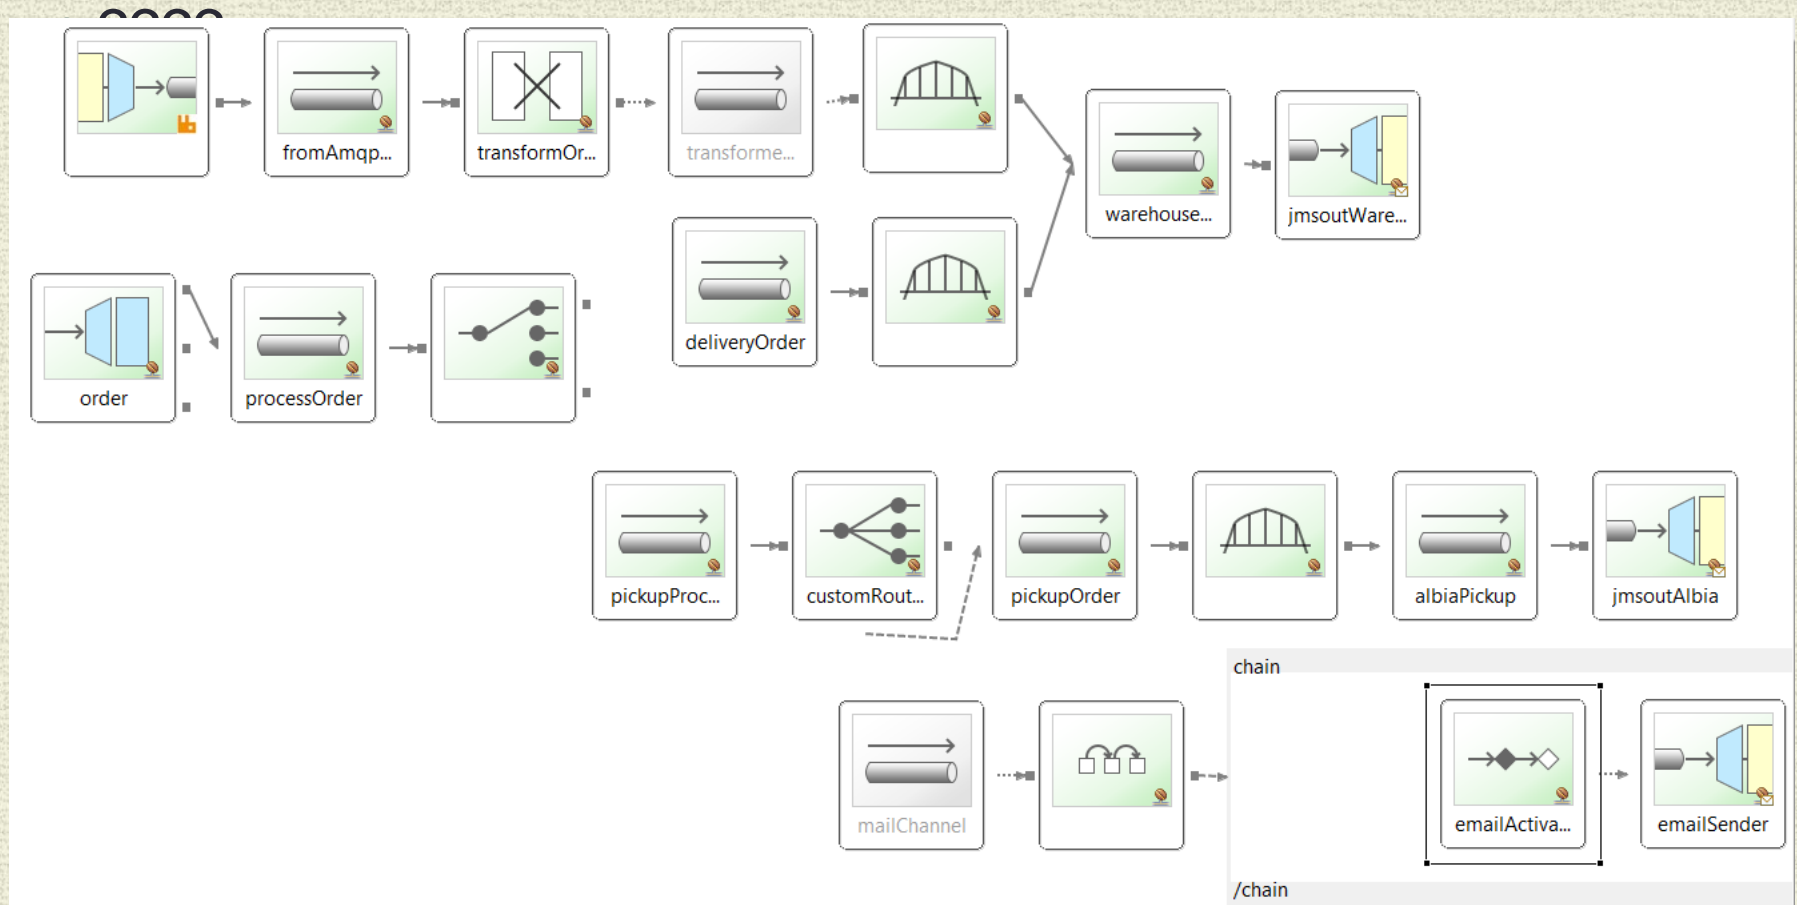 fromAmqp...
transformOr...
transforme...
warehouse...
jmsoutWare...
deliveryOrder
order
processOrder
pickupProc...
customRout...
pickupOrder
albiaPickup
jmsoutAlbia
chain
mailChannel
emailActiva...
emailSender
/chain